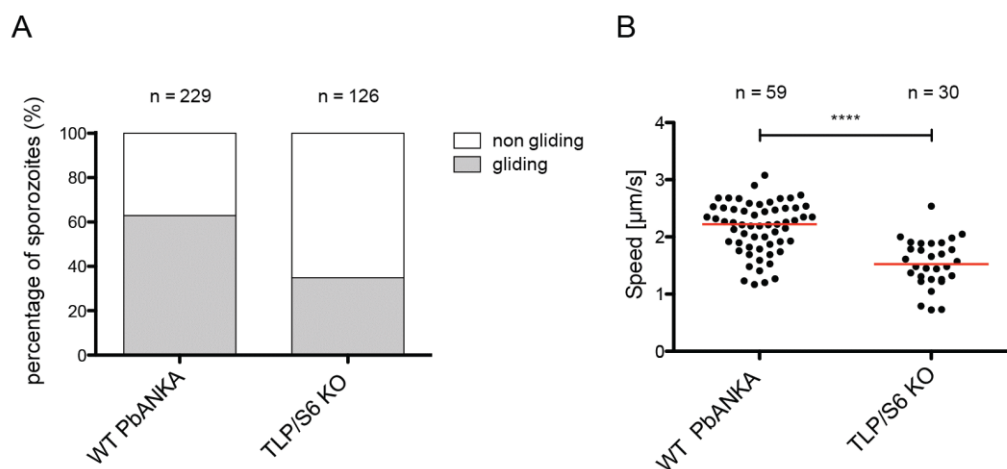 A
n = 229
n = 126
percentage of sporozoites (%)
100
80
60
40
20
0
WT PbANKA
TLP/S6 KO
non gliding
gliding
B
n = 59
n = 30
****
Speed [µm/s]
4
3
2
1
0
WT PbANKA
TLP/S6 KO